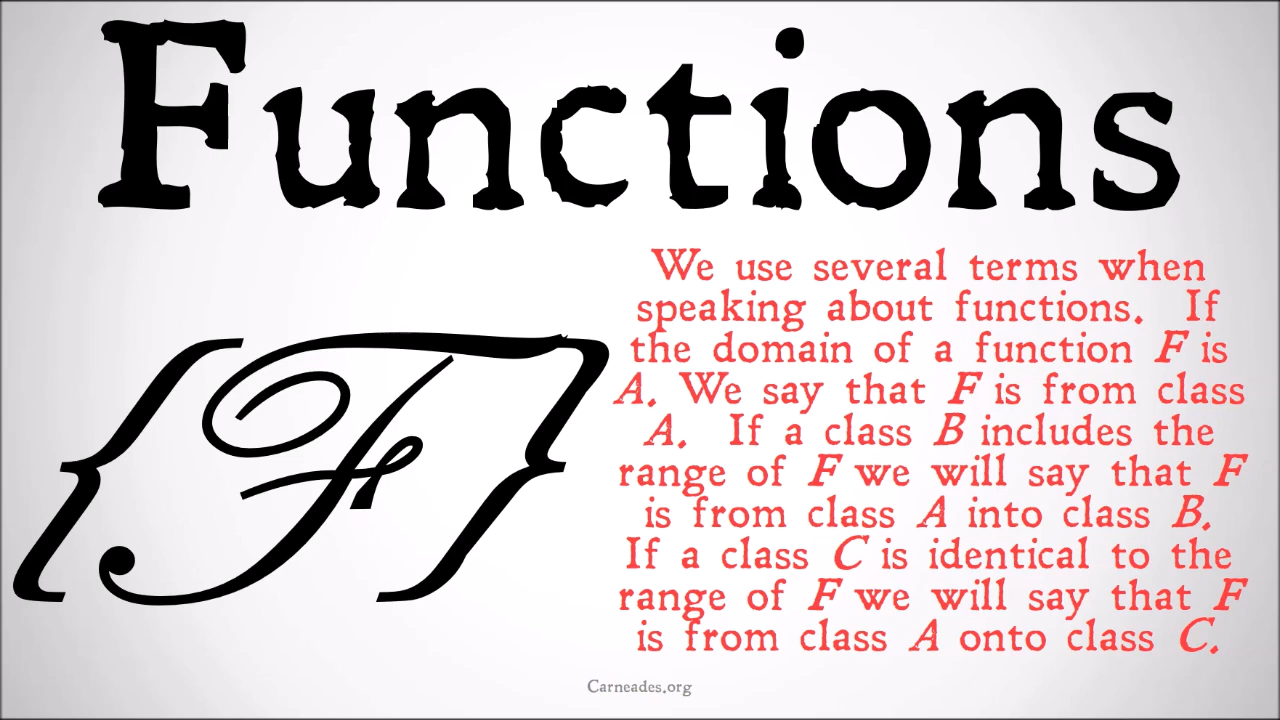 Functions
{F}
We use several terms when
speaking about functions. If
the domain of a function F is
A. We say that F is from class
A. If a class B includes the
range of F we will say that F
is from class A into class B.
If a class C is identical to the
range of F we will say that F
is from class A onto class C.
Carneades.org